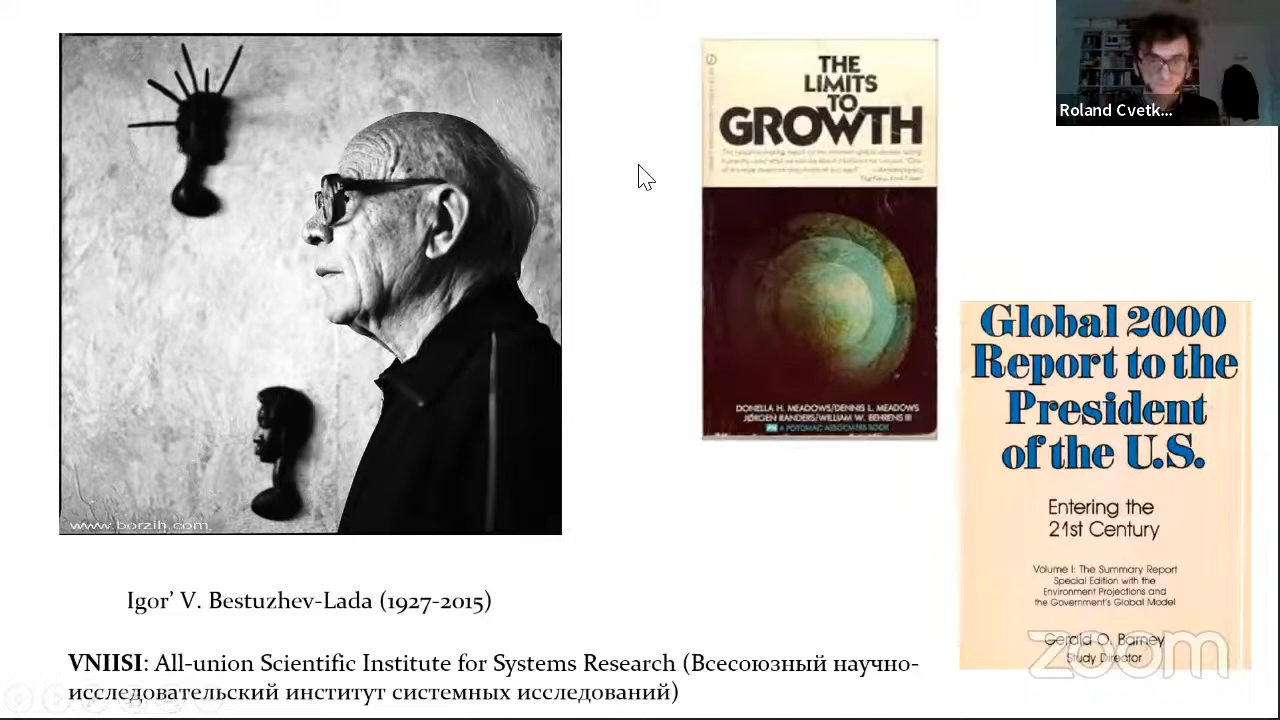 THE
LIMITS
TO
GROWTH
DONELLA H. MEADOWS/DENNIS L. MEADOWS
JØRGEN RANDERS/WILLIAM W. BEHRENS III
A POTOMAC ASSOCIATES BOOK
Roland Cvetk...
Global 2000
Report to the
President
of the U.S.
Entering the
21st Century
Volume I: The Summary Report
Special Edition with the
Environment Projections and
the Government's Global Model
Gerald O. Barney
Study Director
zoom
www.borzih.com
Igor’ V. Bestuzhev-Lada (1927-2015)
VNIISI: All-union Scientific Institute for Systems Research (Всесоюзный научно-
исследовательский институт системных исследований)